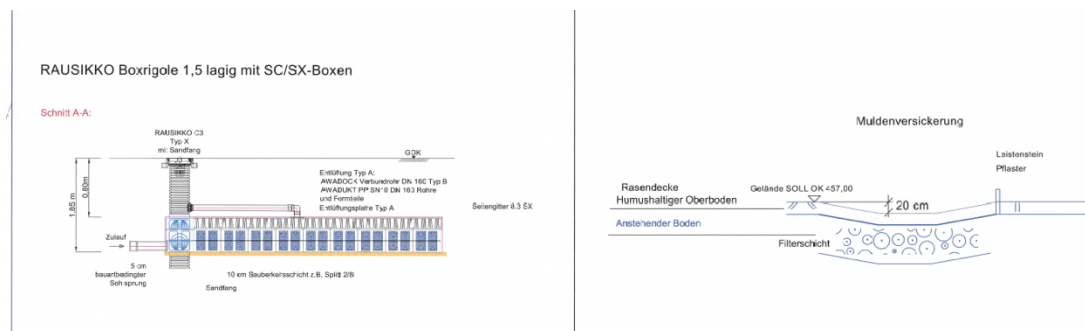 RAUSIKKO Boxrigole 1,5 lagig mit SC/SX-Boxen
Schnitt A-A:
RAUSIKKO C3
Typ X
mit Sandfang
GOK
1,85 m
0,80m
Entlüftung Typ A:
AWADOCK Verbundrohr DN 160 Typ B
AWADUKT PP SN10 DN 160 Rohre
und Formteile
Entlüftungsplatte Typ A
Seitengitter 8.3 SX
Zulauf
5 cm
bauartbedingter
Sohlsprung
10 cm Sauberkeitsschicht z.B. Splitt 2/8
Sandfang
Muldenversickerung
Leistenstein
Pflaster
Rasendecke
Humushaltiger Oberboden
Gelände SOLL OK 457,00
20 cm
Anstehender Boden
Filterschicht